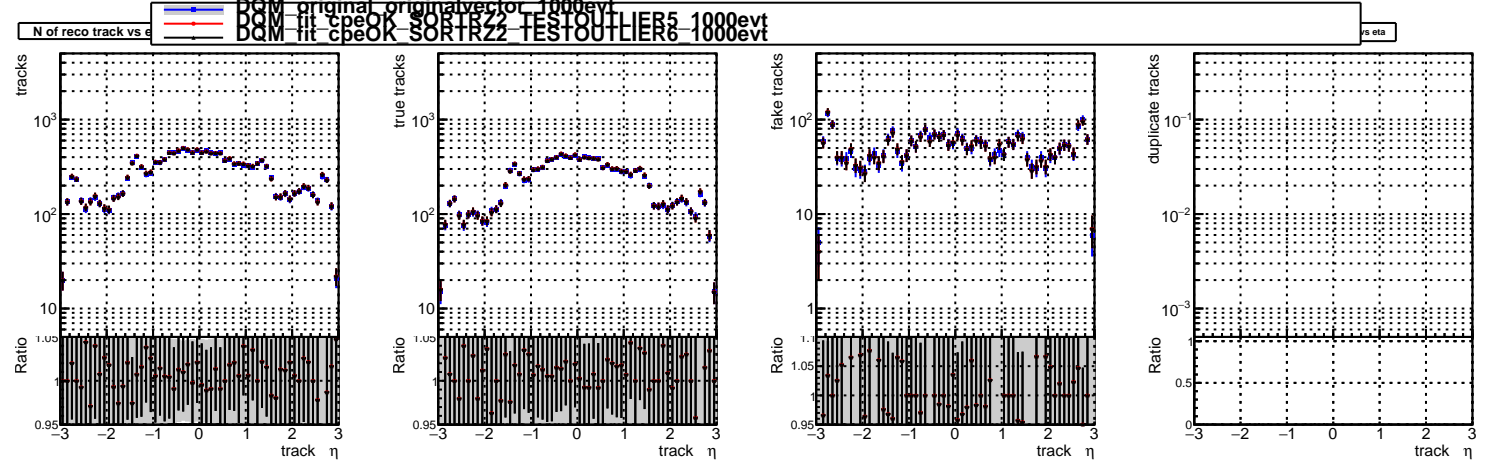 DQM_original_originalvector_1000evt
DQM_fit_cpeOK_SORTRZ2_TESTOUTLIER5_1000evt
DQM_fit_cpeOK_SORTRZ2_TESTOUTLIER6_1000evt
N of reco track vs e
vs eta
tracks
10³
10²
10
Ratio
1.05
1
0.95
−3 −2 −1 0 1 2 3
track η
true tracks
10³
10²
10
Ratio
1.05
1
0.95
−3 −2 −1 0 1 2 3
track η
fake tracks
10²
10
1
Ratio
1.1
1.05
1
0.95
−3 −2 −1 0 1 2 3
track η
duplicate tracks
10⁻¹
10⁻²
10⁻³
Ratio
1
0.5
0
−3 −2 −1 0 1 2 3
track η